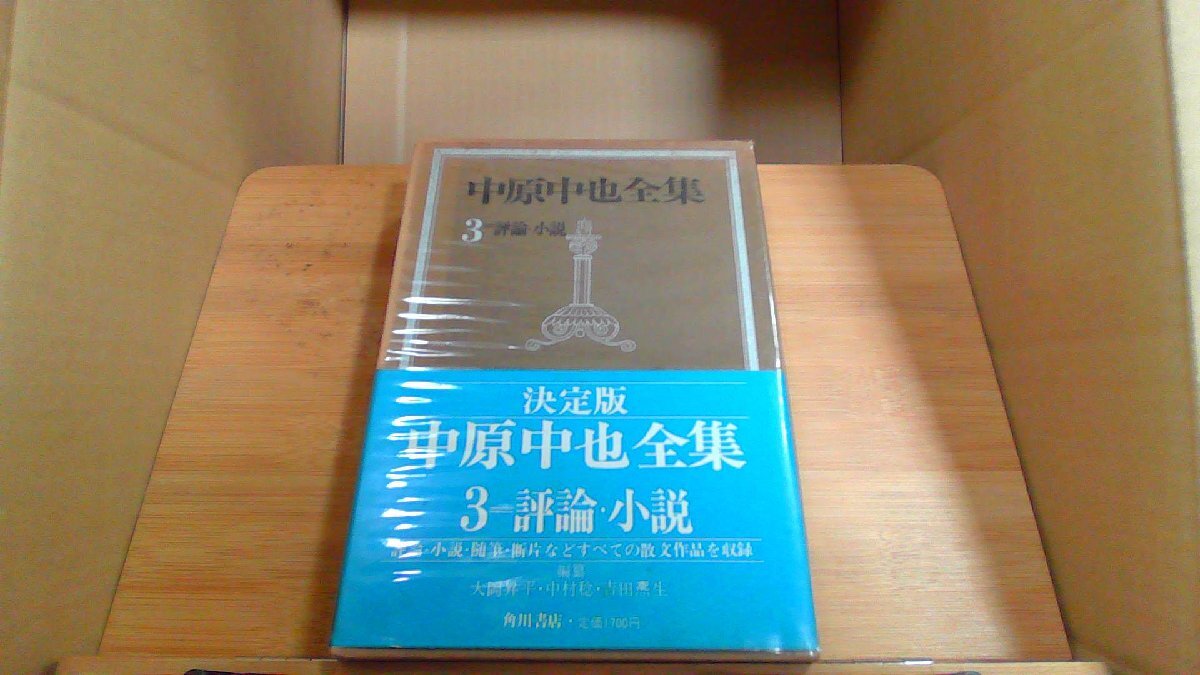 中原中也全集
3=評論・小説
決定版
中原中也全集
3=評論・小説
評論・小説・随筆・断片などすべての散文作品を収録
編纂
大岡昇平・中村稔・吉田凞生
角川書店・定価1700円